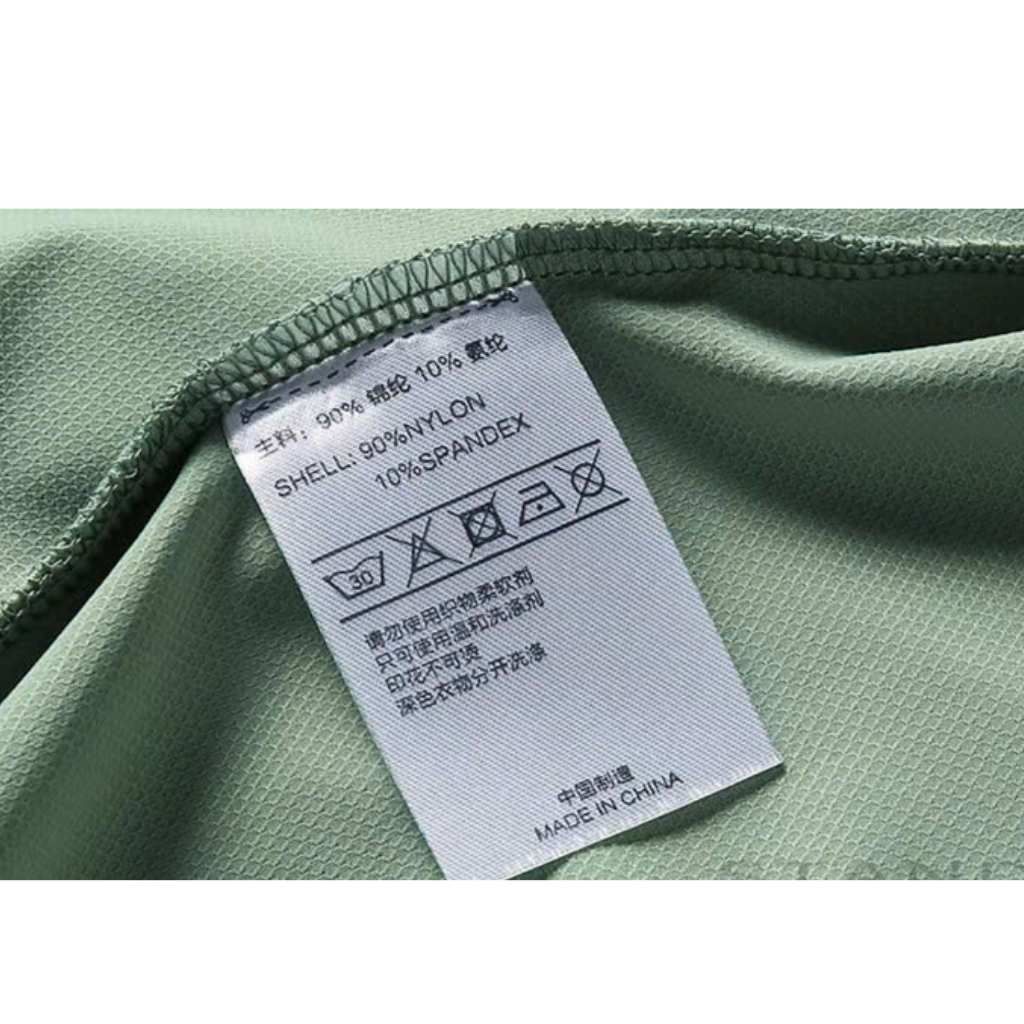 主料：90% 锦纶 10% 氨纶
SHELL: 90%NYLON
10%SPANDEX
30
请勿使用织物柔软剂
只可使用温和洗涤剂
印花不可烫
深色衣物分开洗涤
中国制造
MADE IN CHINA